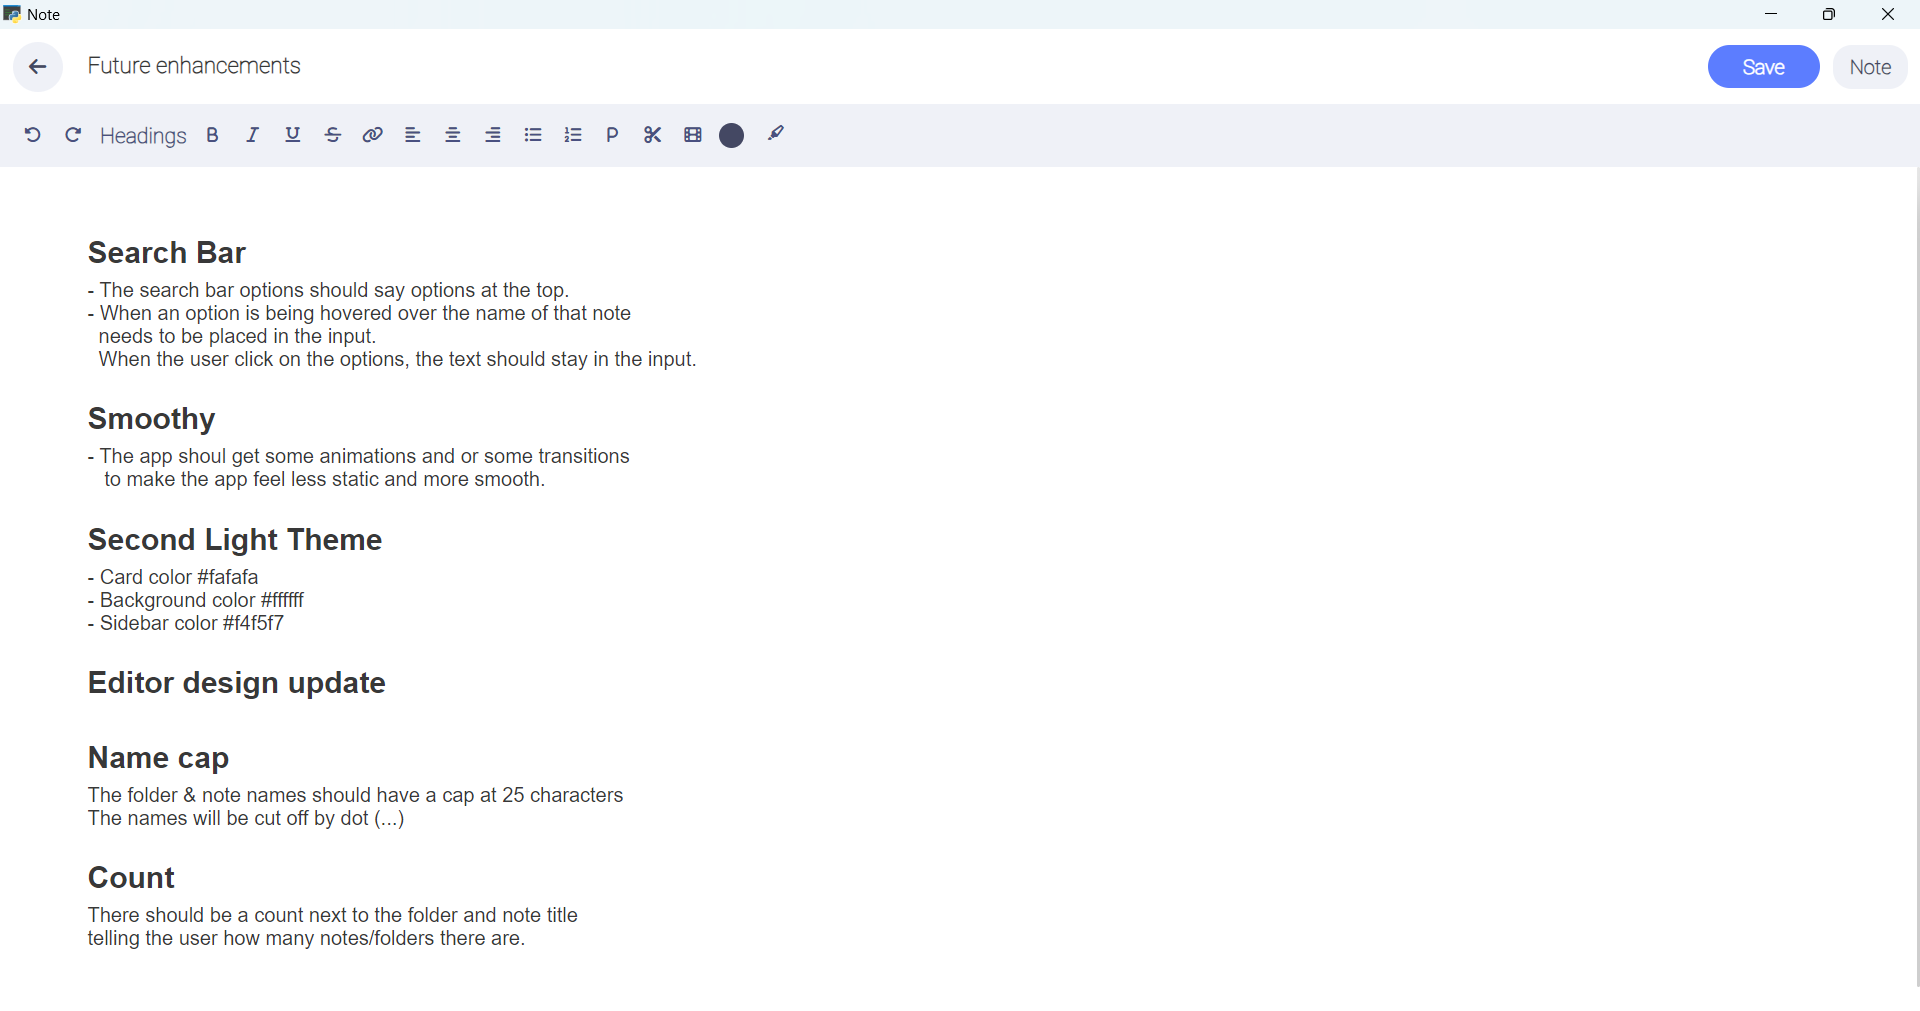 Note
Future enhancements
Save
Note
Headings
Search Bar
- The search bar options should say options at the top.
- When an option is being hovered over the name of that note
needs to be placed in the input.
When the user click on the options, the text should stay in the input.
Smoothy
- The app shoul get some animations and or some transitions
to make the app feel less static and more smooth.
Second Light Theme
- Card color #fafafa
- Background color #ffffff
- Sidebar color #f4f5f7
Editor design update
Name cap
The folder & note names should have a cap at 25 characters
The names will be cut off by dot (...)
Count
There should be a count next to the folder and note title
telling the user how many notes/folders there are.